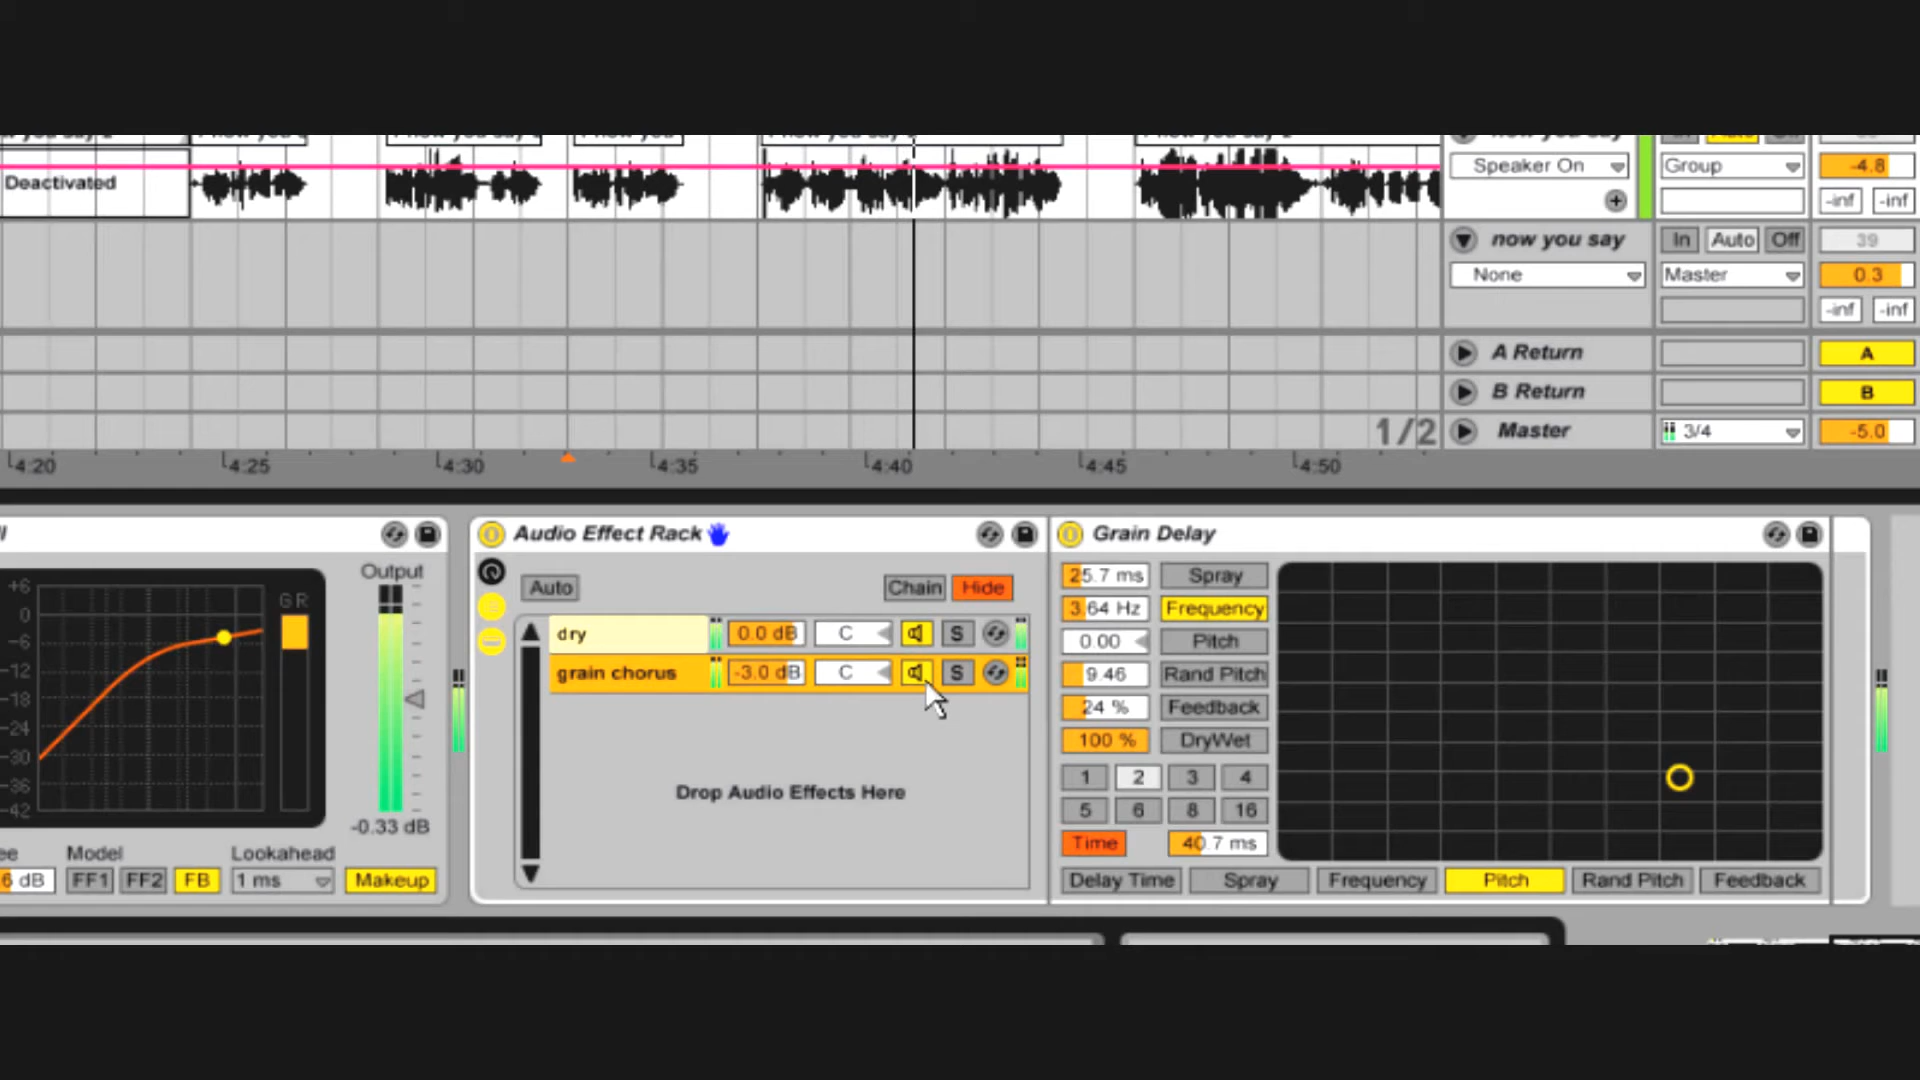 Deactivated
Speaker On
Group
-4.8
-inf -inf
now you say
In Auto Off
39
None
Master
0.3
-inf -inf
A Return
A
B Return
B
1/2
Master
3/4
-5.0
4:20 4:25 4:30 4:35 4:40 4:45 4:50
Audio Effect Rack
Grain Delay
Output
+6
0
-6
-12
-18
-24
-30
-36
-42
GR
-0.33 dB
Model
Lookahead
6 dB
FF1 FF2 FB
1 ms
Makeup
Auto
Chain Hide
dry
0.0 dB
C
S
grain chorus
-3.0 dB
C
S
Drop Audio Effects Here
25.7 ms Spray
3.64 Hz Frequency
0.00 Pitch
9.46 Rand Pitch
24 % Feedback
100 % DryWet
1 2 3 4
5 6 8 16
Time 40.7 ms
Delay Time Spray Frequency Pitch Rand Pitch Feedback